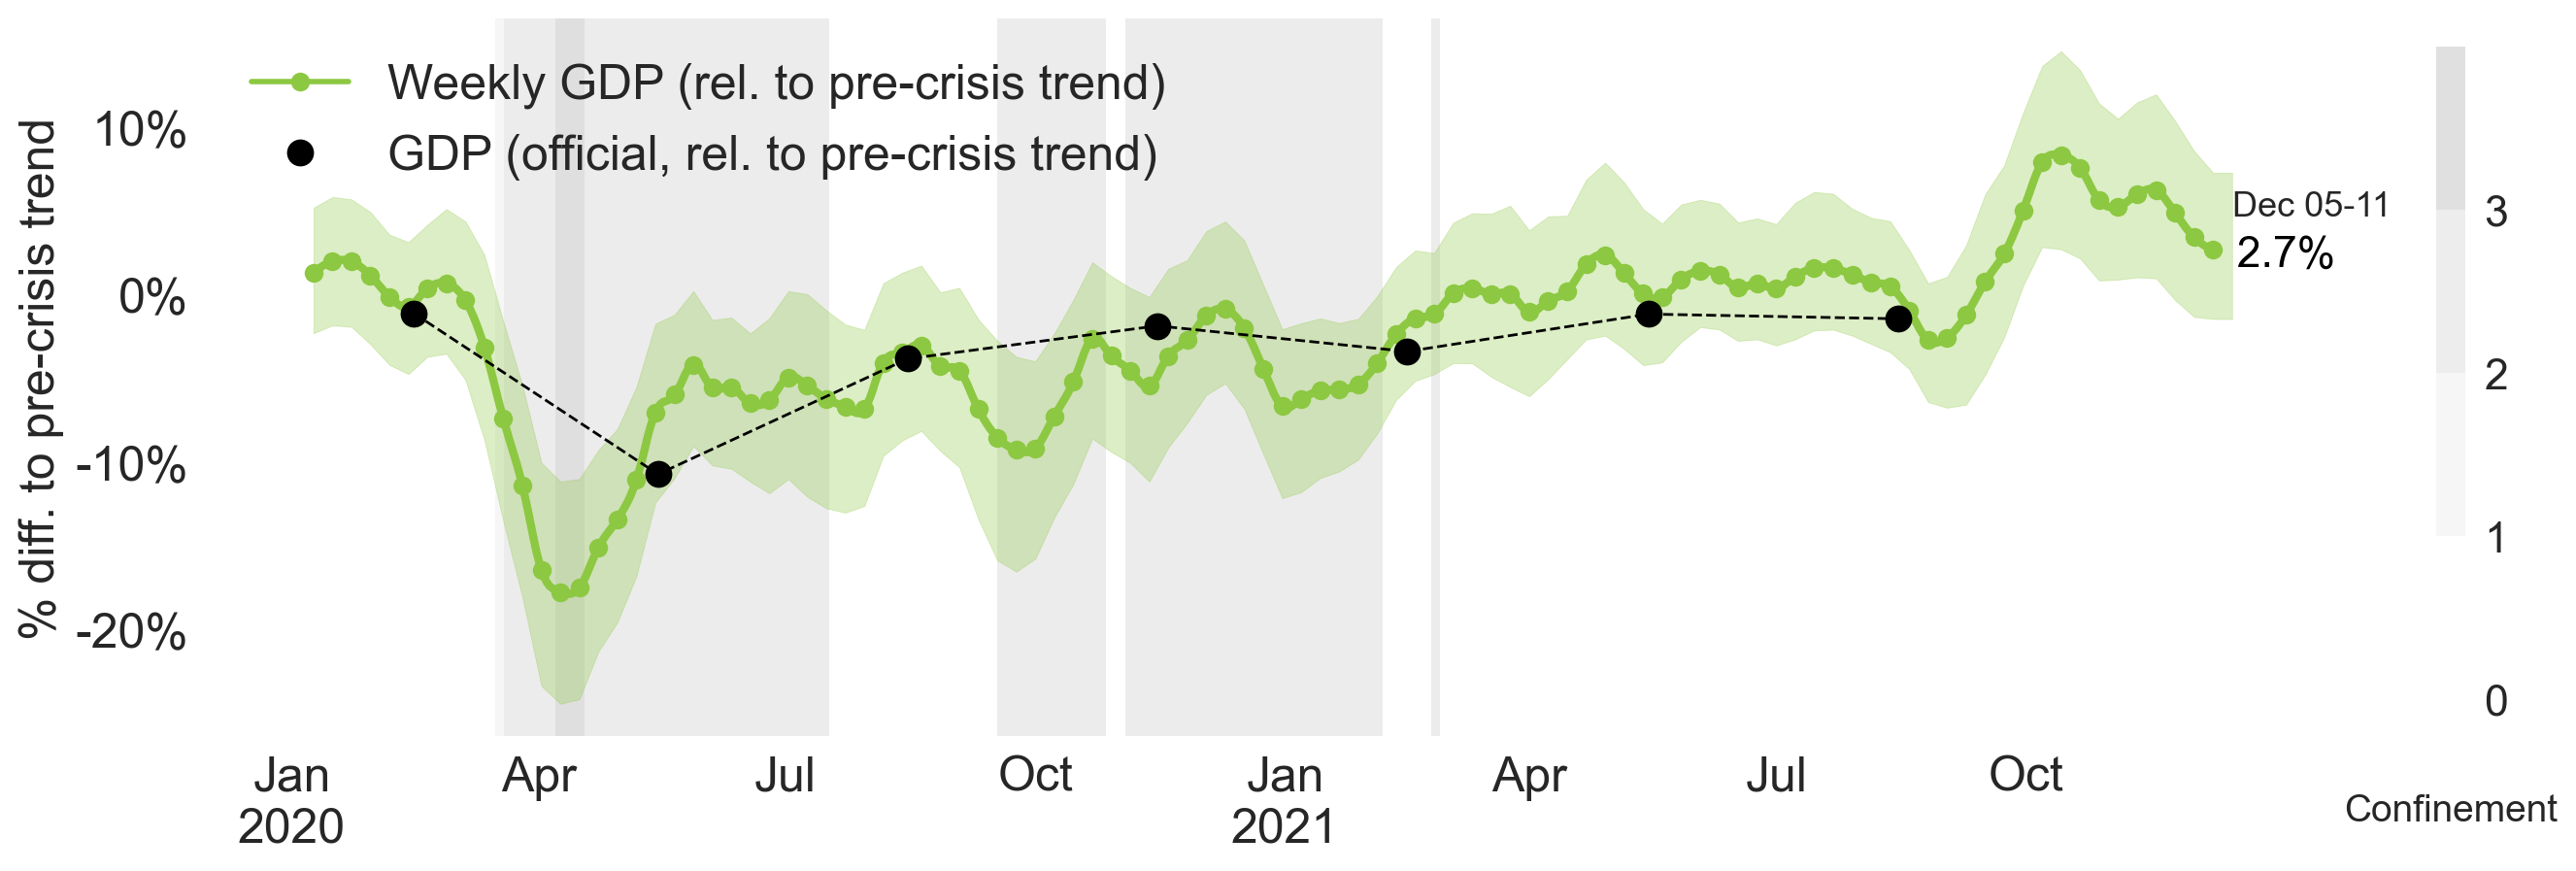 Weekly GDP (rel. to pre-crisis trend)
GDP (official, rel. to pre-crisis trend)
% diff. to pre-crisis trend
10%
0%
-10%
-20%
Jan
2020
Apr
Jul
Oct
Jan
2021
Apr
Jul
Oct
Dec 05-11
2.7%
3
2
1
0
Confinement